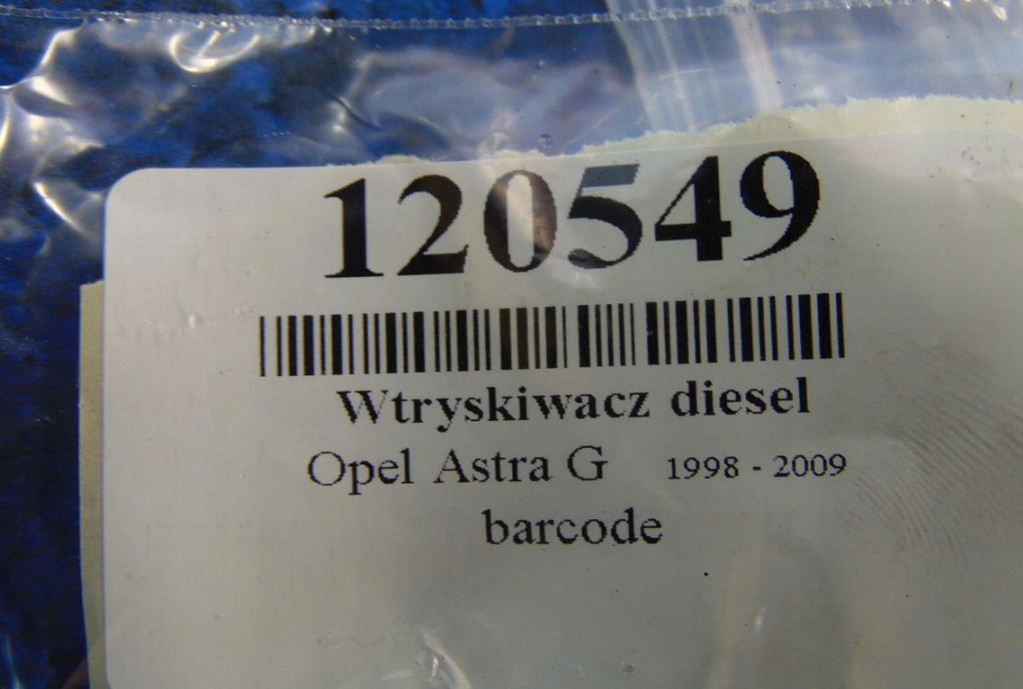 120549
Wtryskiwacz diesel
Opel Astra G 1998 - 2009
barcode